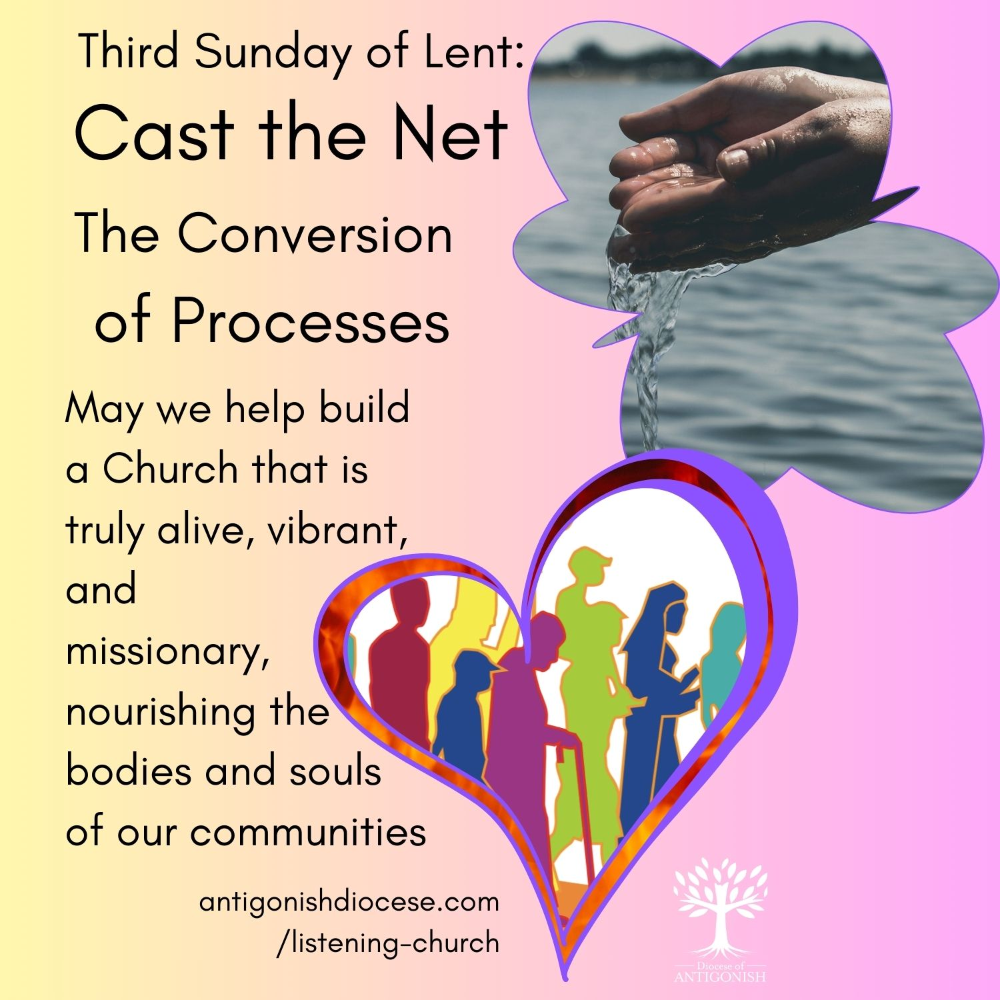 Third Sunday of Lent:
Cast the Net
The Conversion
of Processes
May we help build
a Church that is
truly alive, vibrant,
and
missionary,
nourishing the
bodies and souls
of our communities
antigonishdiocese.com
/listening-church
Diocese of
ANTIGONISH